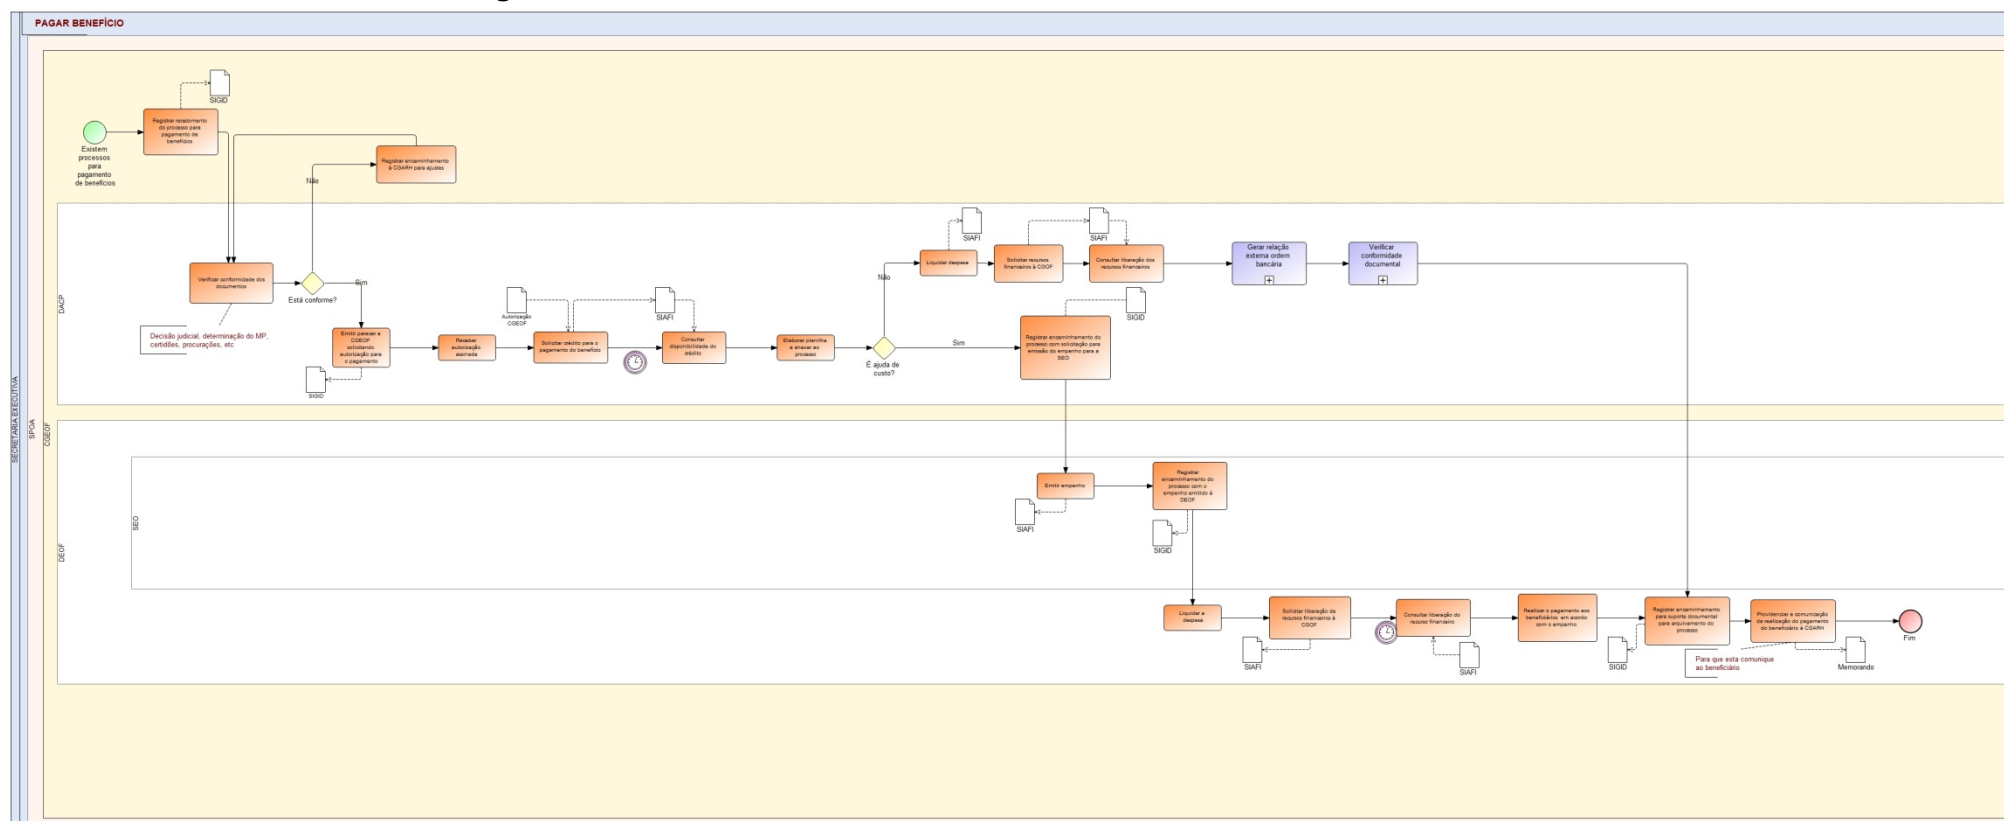 PAGAR BENEFÍCIO
SECRETARIA EXECUTIVA
SPOA
CGEOF
SIGID
Registrar recebimento
do processo para
pagamento de
benefícios
Existem
processos
para
pagamento
de benefícios
Registrar encaminhamento
à CGARH para ajustes
Não
DACP
Verificar conformidade dos
documentos
Está conforme?
Sim
Decisão judicial, determinação do MP,
certidões, procurações, etc
Emitir parecer a
CGEOF
solicitando
autorização para
o pagamento
SIGID
Receber
autorização
assinada
Autorização
CGEOF
Solicitar crédito para o
pagamento do benefício
SIAFI
Consultar
disponibilidade do
crédito
Elaborar planilha
e anexar ao
processo
É ajuda de
custo?
Não
Sim
SIAFI
Liquidar despesa
Solicitar recursos
financeiros à CGOF
SIAFI
Consultar liberação dos
recursos financeiros
Gerar relação
externa ordem
bancária
Verificar
conformidade
documental
SIGID
Registrar encaminhamento do
processo com solicitação para
emissão do empenho para a
SEO
DEOF
SEO
Emitir empenho
SIAFI
Registrar
encaminhamento do
processo com o
empenho emitido à
DEOF
SIGID
Liquidar a
despesa
Solicitar liberação de
recursos financeiros à
CGOF
SIAFI
Consultar liberação do
recurso financeiro
SIAFI
Realizar o pagamento aos
beneficiários em acordo
com o empenho
Registrar encaminhamento
para suporte documental
para arquivamento do
processo
SIGID
Providenciar a comunicação
da realização do pagamento
do beneficiário à CGARH
Para que esta comunique
ao beneficiário
Memorando
Fim